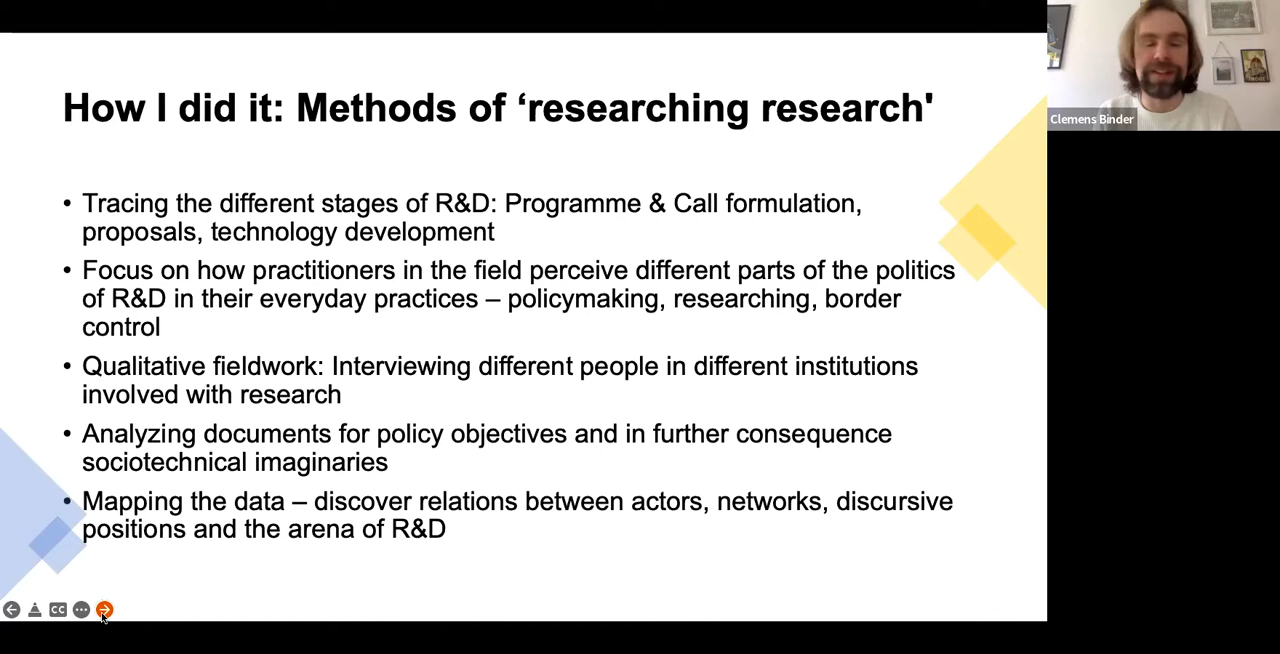 How I did it: Methods of ‘researching research'
• Tracing the different stages of R&D: Programme & Call formulation,
proposals, technology development
• Focus on how practitioners in the field perceive different parts of the politics
of R&D in their everyday practices – policymaking, researching, border
control
• Qualitative fieldwork: Interviewing different people in different institutions
involved with research
• Analyzing documents for policy objectives and in further consequence
sociotechnical imaginaries
• Mapping the data – discover relations between actors, networks, discursive
positions and the arena of R&D
CC
Clemens Binder